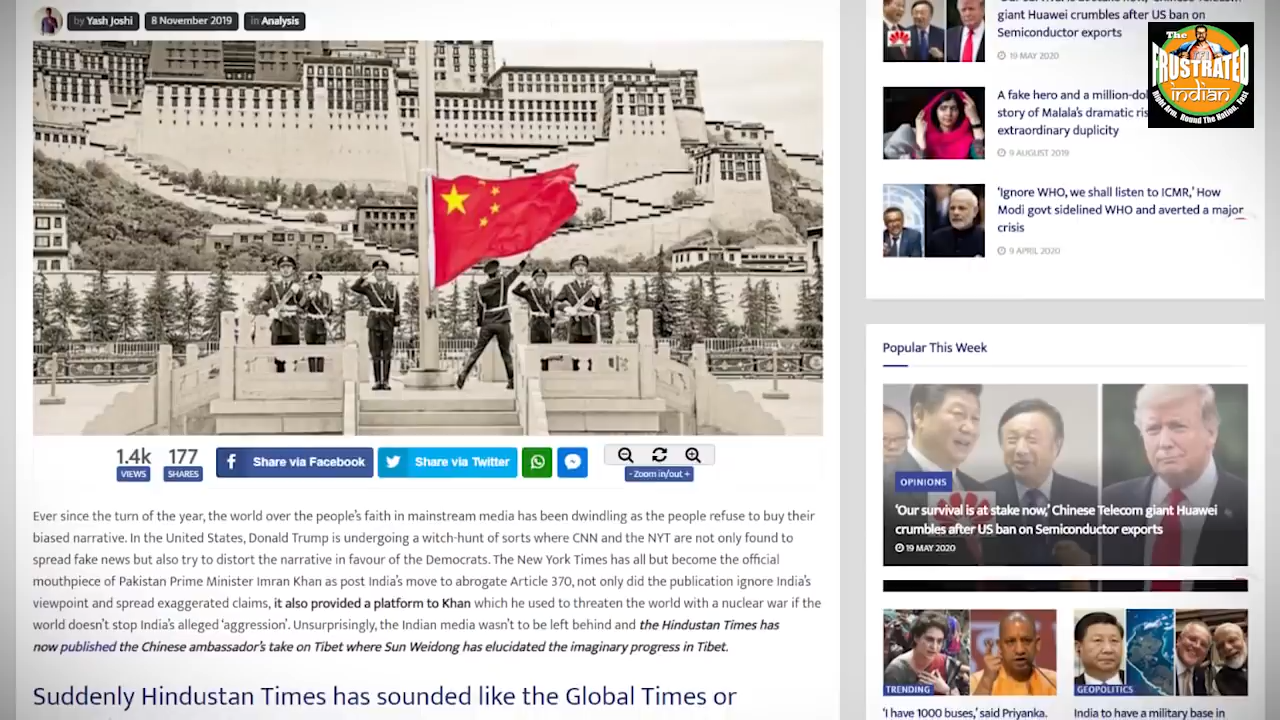 by Yash Joshi
8 November 2019
in Analysis
1.4k
VIEWS
177
SHARES
Share via Facebook
Share via Twitter
- Zoom in/out +
Ever since the turn of the year, the world over the people's faith in mainstream media has been dwindling as the people refuse to buy their
biased narrative. In the United States, Donald Trump is undergoing a witch-hunt of sorts where CNN and the NYT are not only found to
spread fake news but also try to distort the narrative in favour of the Democrats. The New York Times has all but become the official
mouthpiece of Pakistan Prime Minister Imran Khan as post India's move to abrogate Article 370, not only did the publication ignore India's
viewpoint and spread exaggerated claims, it also provided a platform to Khan which he used to threaten the world with a nuclear war if the
world doesn't stop India's alleged 'aggression'. Unsurprisingly, the Indian media wasn't to be left behind and the Hindustan Times has
now published the Chinese ambassador's take on Tibet where Sun Weidong has elucidated the imaginary progress in Tibet.
Suddenly Hindustan Times has sounded like the Global Times or
giant Huawei crumbles after US ban on
Semiconductor exports
19 MAY 2020
A fake hero and a million-dol
story of Malala's dramatic ris
extraordinary duplicity
9 AUGUST 2019
'Ignore WHO, we shall listen to ICMR,' How
Modi govt sidelined WHO and averted a major
crisis
9 APRIL 2020
The
FRUSTRATED
indian
Right Arm, Round The Nation, Fast
Popular This Week
OPINIONS
'Our survival is at stake now,' Chinese Telecom giant Huawei
crumbles after US ban on Semiconductor exports
19 MAY 2020
TRENDING
'I have 1000 buses,' said Priyanka.
GEOPOLITICS
India to have a military base in